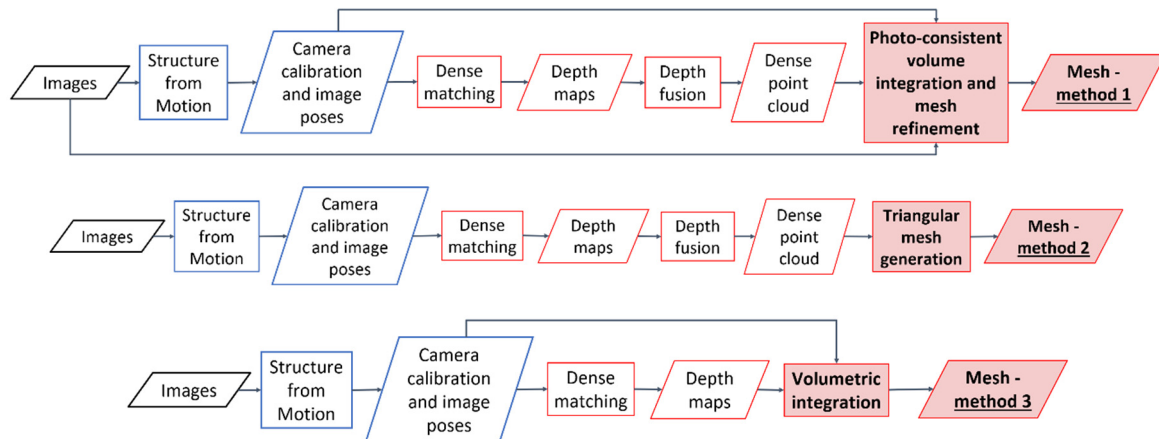 Images
Structure
from
Motion
Camera
calibration
and image
poses
Dense
matching
Depth
maps
Depth
fusion
Dense
point
cloud
Photo-consistent
volume
integration and
mesh
refinement
Mesh -
method 1
Images
Structure
from
Motion
Camera
calibration
and image
poses
Dense
matching
Depth
maps
Depth
fusion
Dense
point
cloud
Triangular
mesh
generation
Mesh -
method 2
Images
Structure
from
Motion
Camera
calibration
and image
poses
Dense
matching
Depth
maps
Volumetric
integration
Mesh -
method 3